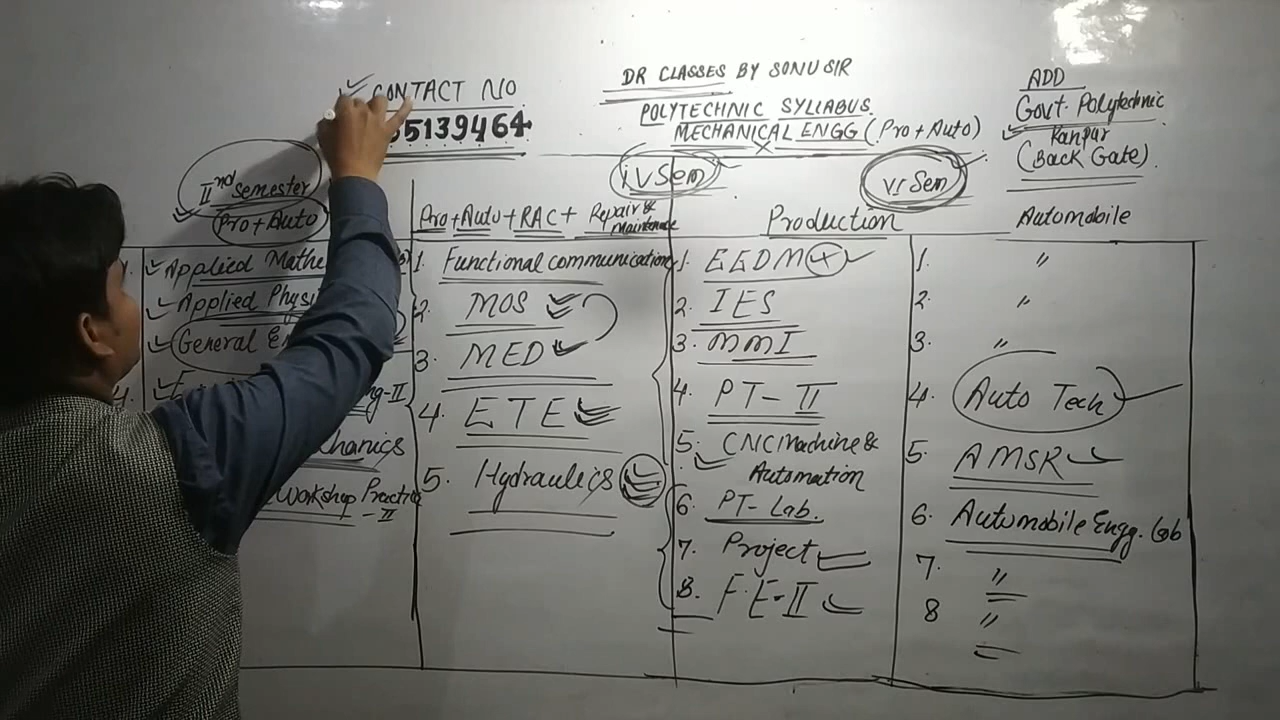 CONTACT NO
35139464
DR CLASSES BY SONU SIR
POLYTECHNIC SYLLABUS
MECHANICAL ENGG (Pro + Auto)
ADD
Govt. Polytechnic
Kanpur
(Back Gate)
IInd semester
Pro + Auto
1. Applied
Applied
General
4.
Workshop Practice
-II
IV Sem
Pro + Auto + RAC + Repair &
Maintenance
1. Functional communication
2. MOS
3. MED
4. ETE
5. Hydraulics
VI Sem
Production
1. EEDM (+)
2. IES
3. MMI
4. PT-II
5. CNC Machine &
Automation
6. PT-Lab.
7. Project
8. F.E-II
Automobile
1. "
2. "
3. "
4. Auto Tech
5. AMSR
6. Automobile Engg. Lab
7. "
8 "